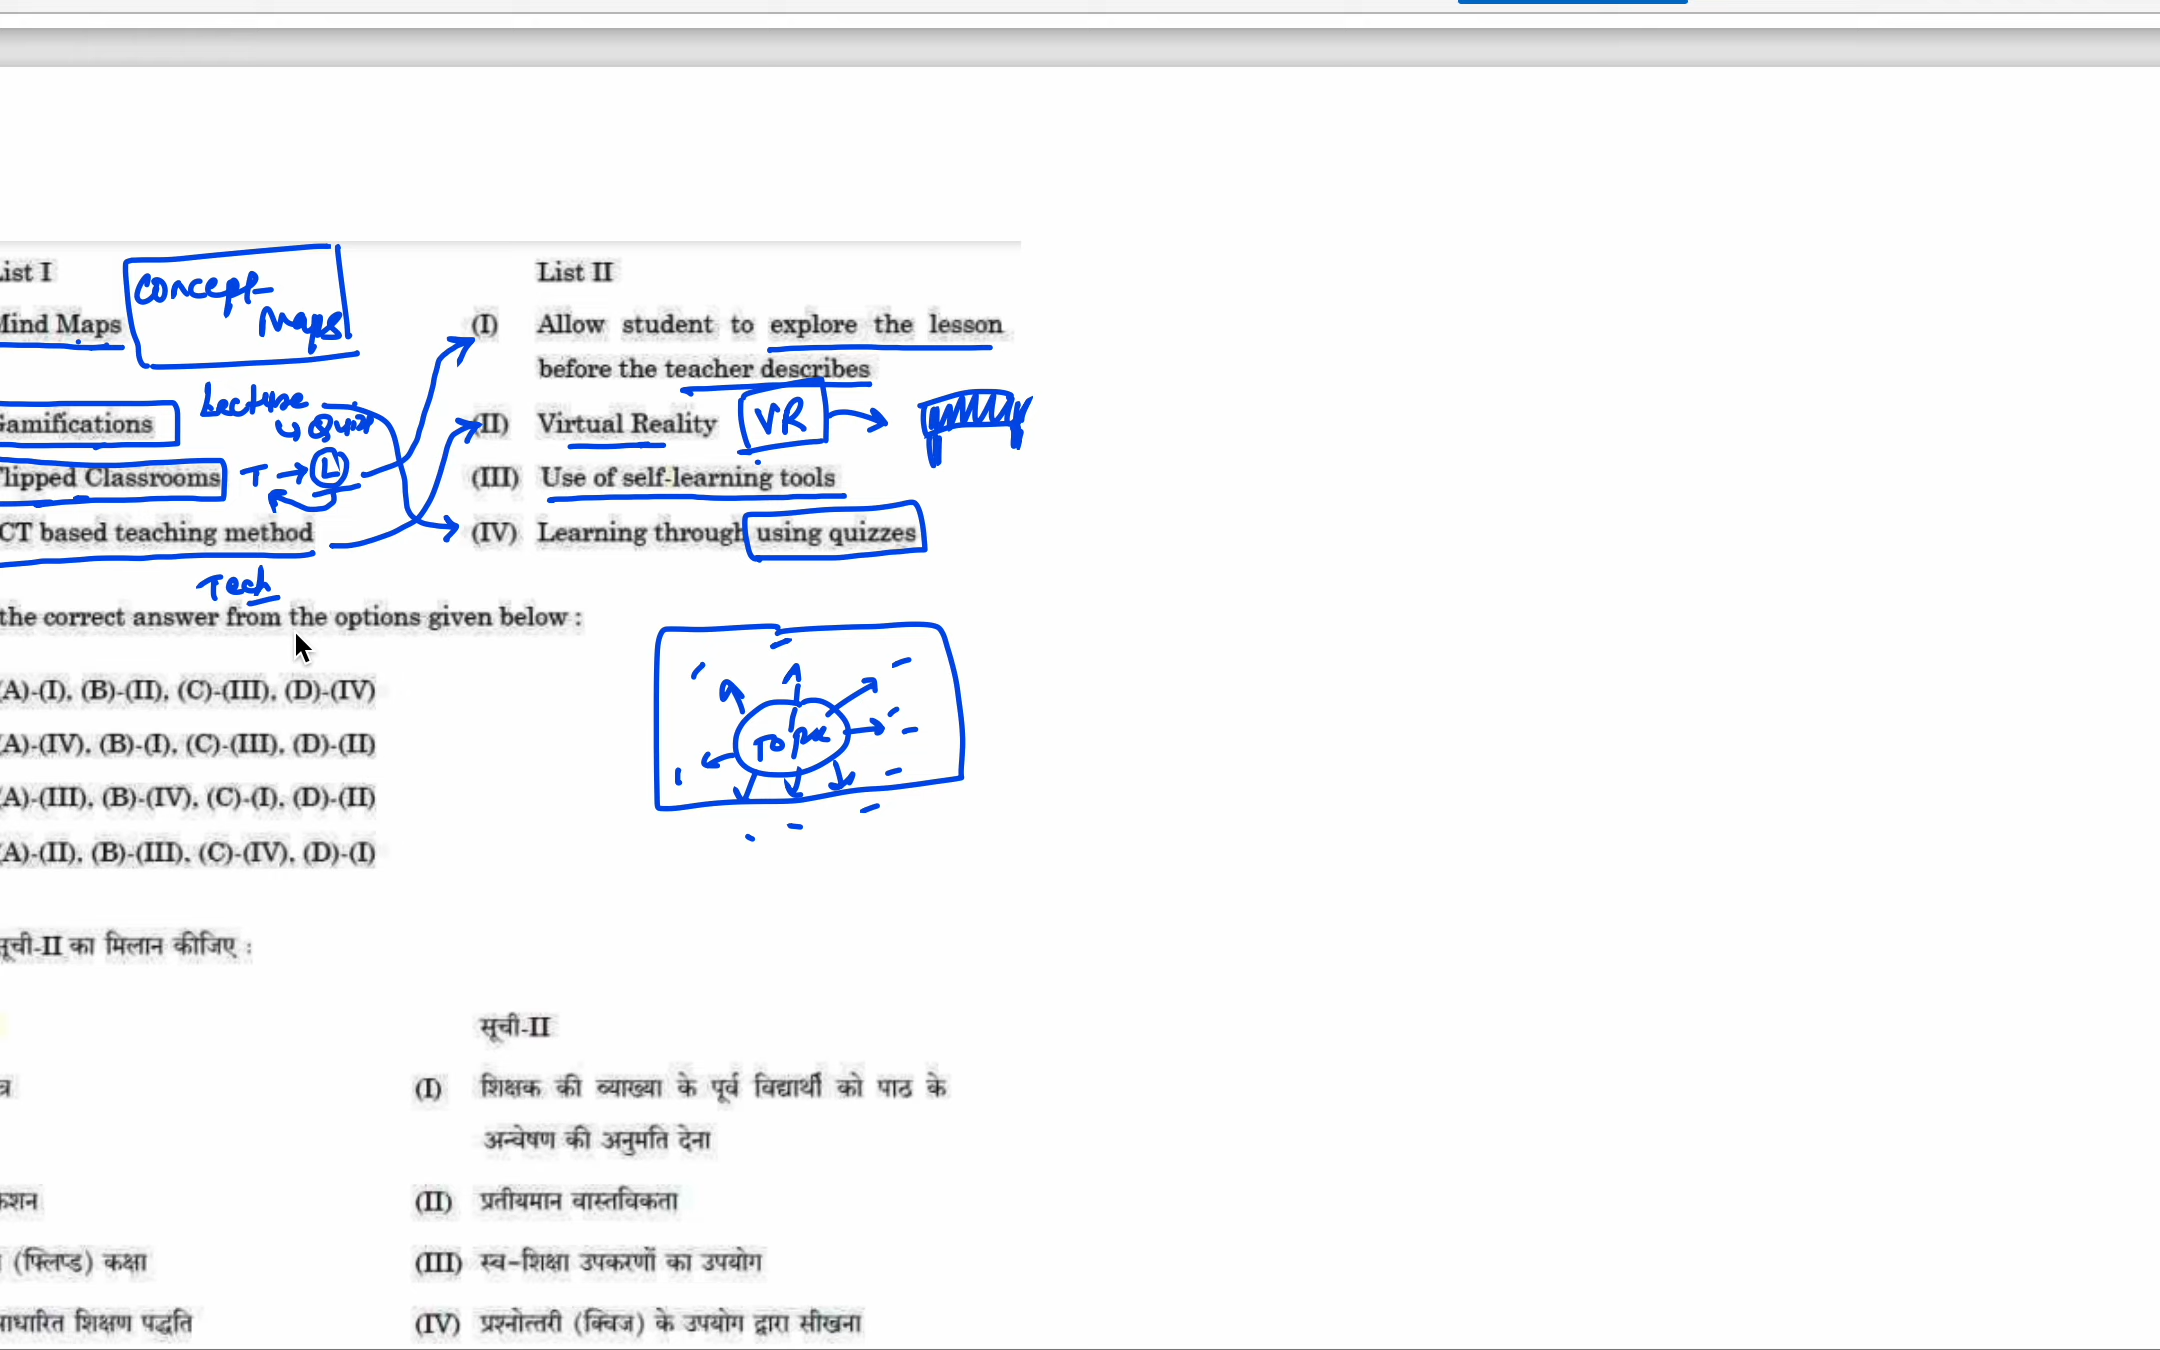 List I
List II
Concept
Maps
Mind Maps
(I) Allow student to explore the lesson
before the teacher describes
Lecture
Gamifications
Quiz
(II) Virtual Reality
VR
Flipped Classrooms
T → L
(III) Use of self-learning tools
ICT based teaching method
(IV) Learning through using quizzes
Tech
the correct answer from the options given below :
Topic
(A)-(I), (B)-(II), (C)-(III), (D)-(IV)
(A)-(IV), (B)-(I), (C)-(III), (D)-(II)
(A)-(III), (B)-(IV), (C)-(I), (D)-(II)
(A)-(II), (B)-(III), (C)-(IV), (D)-(I)
सूची-II का मिलान कीजिए :
सूची-II
(I) शिक्षक की व्याख्या के पूर्व विद्यार्थी को पाठ के
अन्वेषण की अनुमति देना
(II) प्रतीयमान वास्तविकता
(फ्लिप्ड) कक्षा
(III) स्व-शिक्षा उपकरणों का उपयोग
शिक्षण पद्धति
(IV) प्रश्नोत्तरी (क्विज) के उपयोग द्वारा सीखना